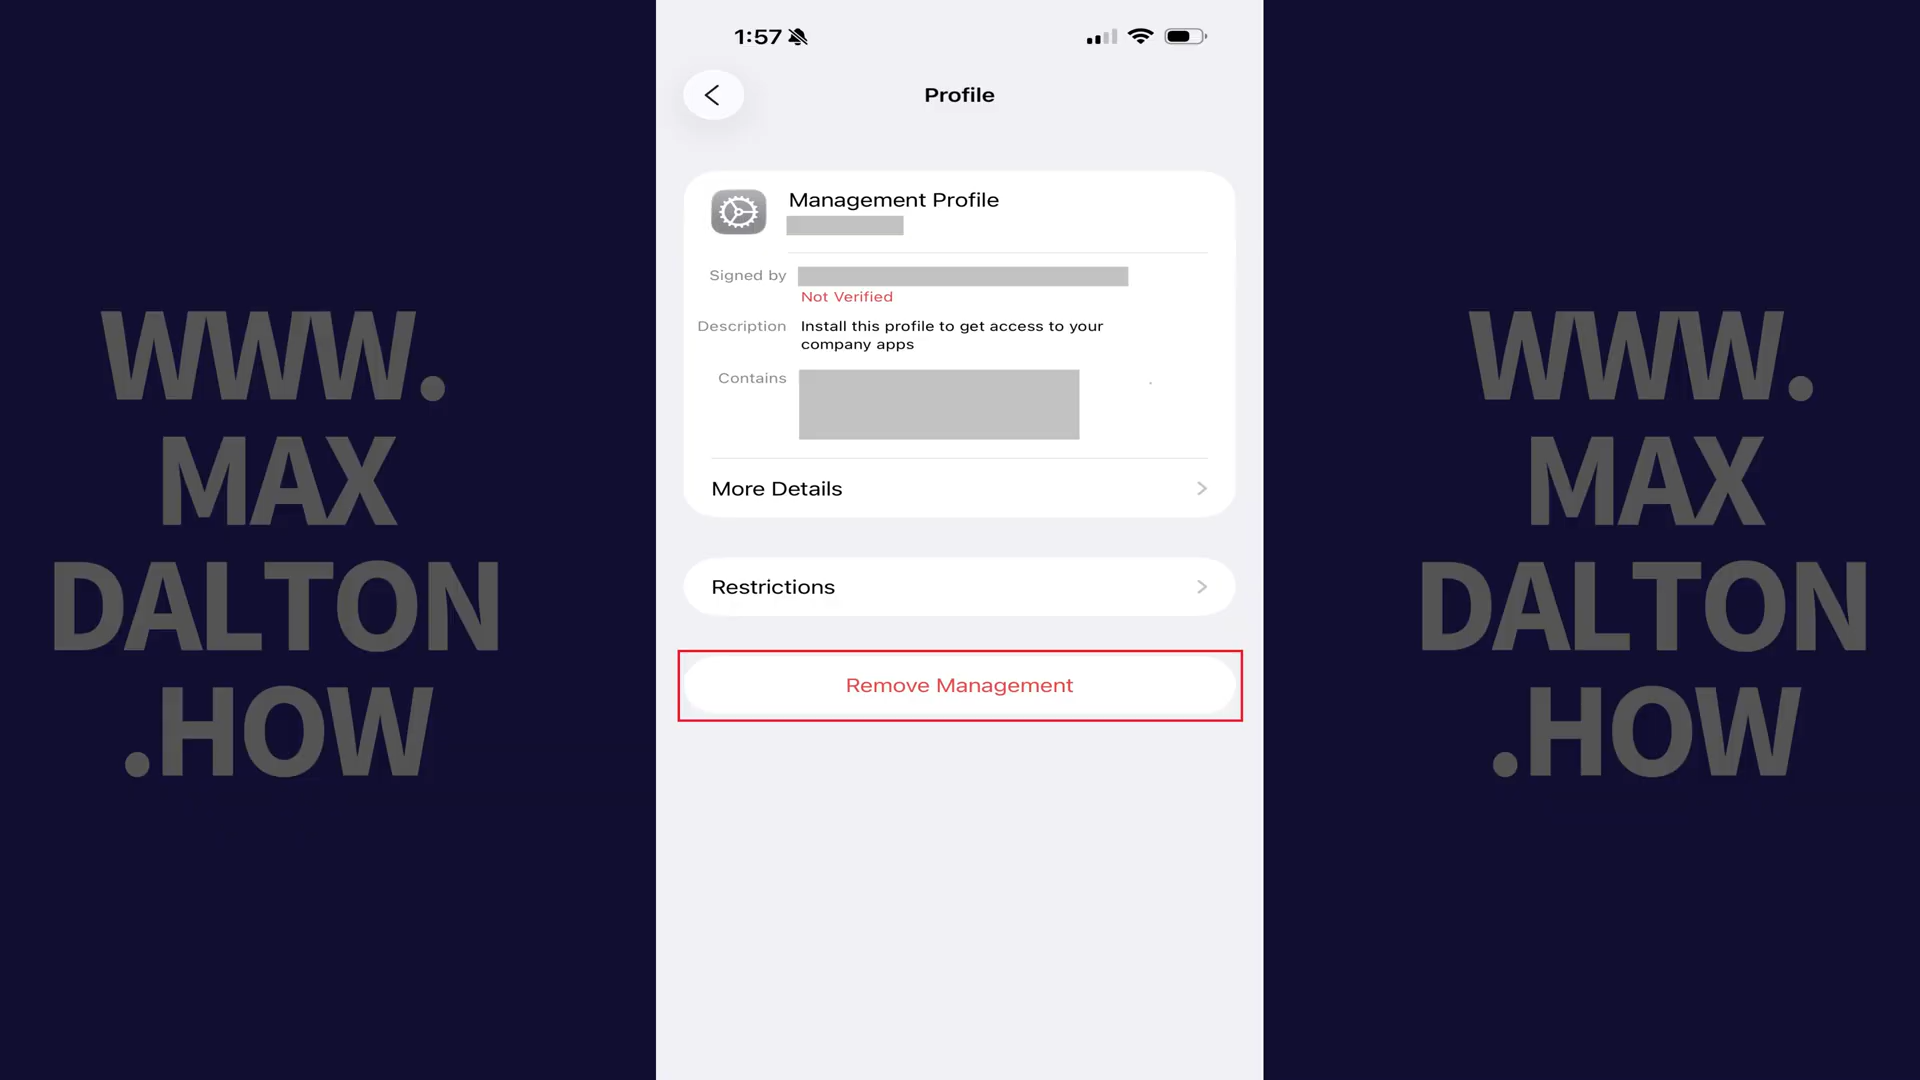 1:57
Profile
Management Profile
Signed by
Not Verified
Description
Install this profile to get access to your
company apps
Contains
More Details
Restrictions
Remove Management
WWW.
MAX
DALTON
.HOW
WWW.
MAX
DALTON
.HOW